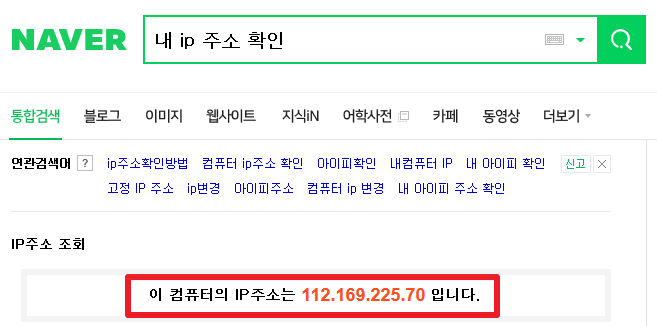 NAVER 내 ip 주소 확인
통합검색 블로그 이미지 웹사이트 지식iN 어학사전 카페 동영상 더보기
연관검색어 ? ip주소확인방법 컴퓨터 ip주소 확인 아이피확인 내컴퓨터 IP 내 아이피 확인 신고
고정 IP 주소 ip변경 아이피주소 컴퓨터 ip 변경 내 아이피 주소 확인
IP주소 조회
이 컴퓨터의 IP주소는 112.169.225.70 입니다.